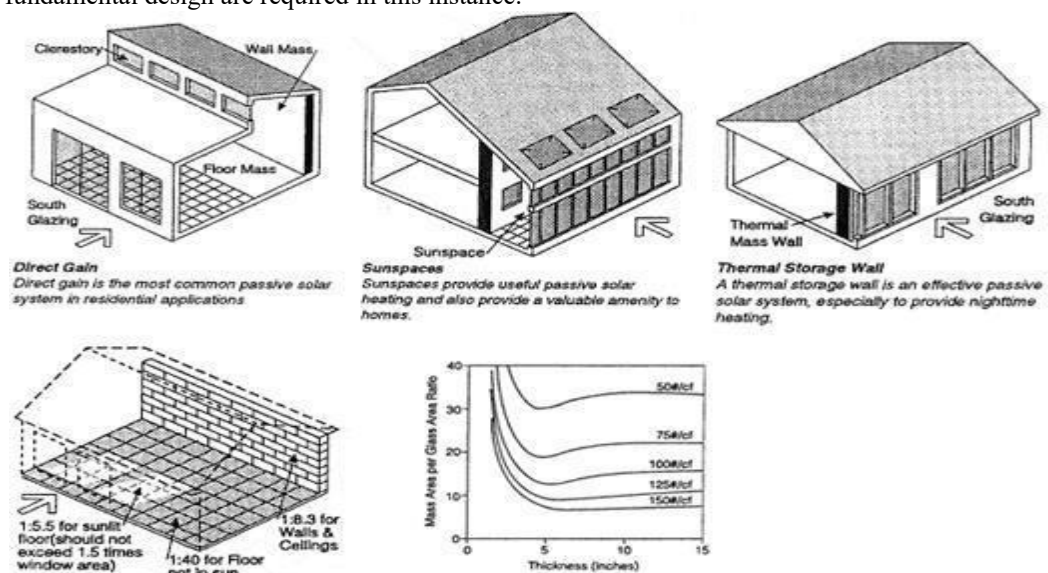 fundamental design are required in this instance.
Clerestory
Wall Mass
Floor Mass
South
Glazing
Direct Gain
Direct gain is the most common passive solar
system in residential applications
Sunspace
Sunspaces
Sunspaces provide useful passive solar
heating and also provide a valuable amenity to
homes.
Thermal
Mass Wall
South
Glazing
Thermal Storage Wall
A thermal storage wall is an effective passive
solar system, especially to provide nighttime
heating.
1:5.5 for sunlit
floor(should not
exceed 1.5 times
window area)
1:40 for Floor
not in sun
1:8.3 for
Walls &
Ceilings
Mass Area per Glass Area Ratio
40
30
20
10
0
50#/cf
75#/cf
100#/cf
125#/cf
150#/cf
0
5
10
15
Thickness (inches)